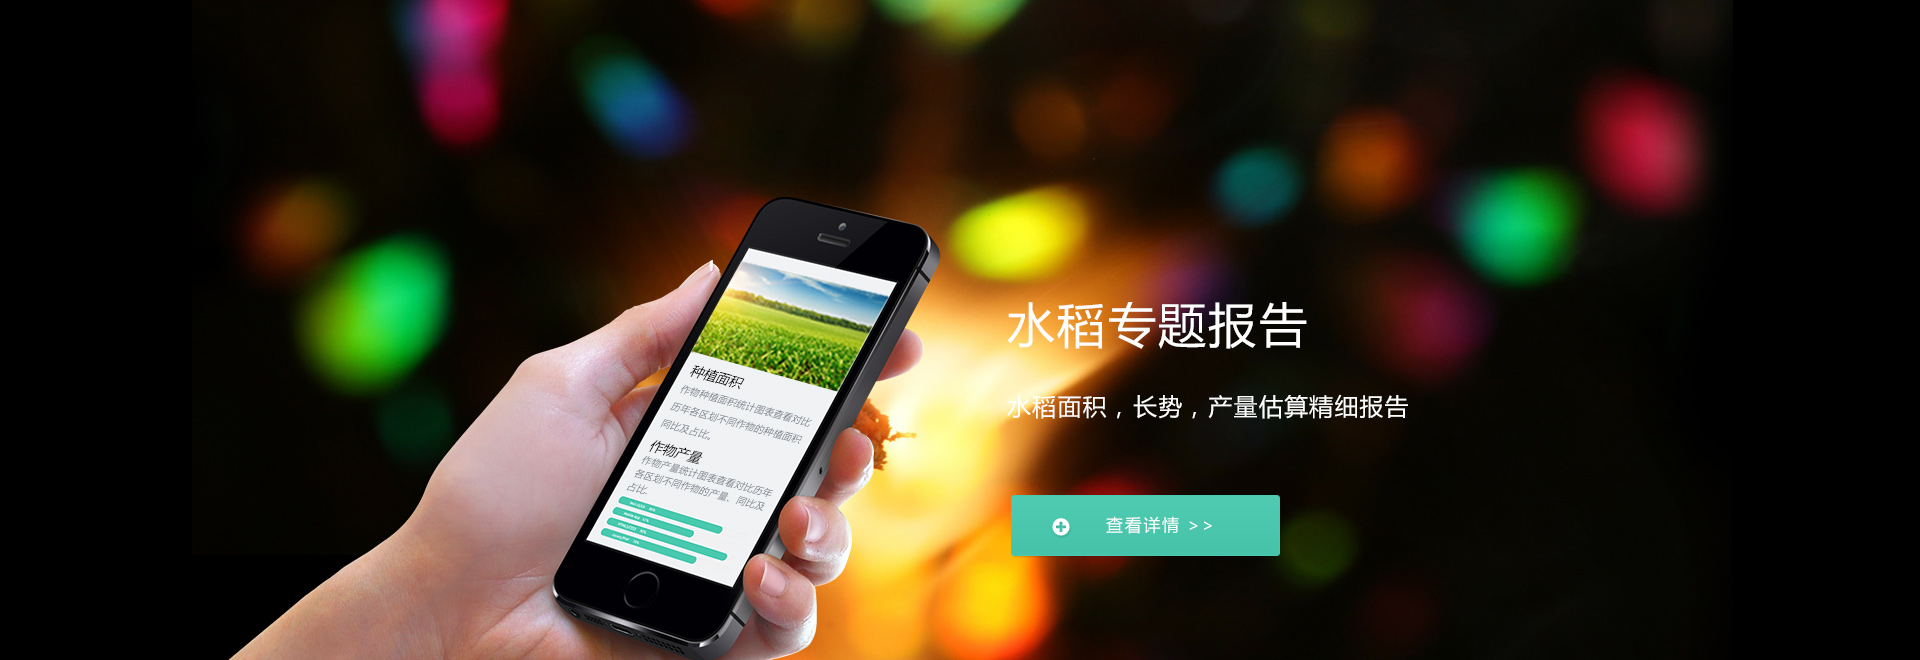 水稻专题报告
水稻面积，长势，产量估算精细报告
查看详情 >>
种植面积
作物种植面积统计图表查看对比
历年各区划不同作物的种植面积
同比及占比。
作物产量
作物产量统计图表查看对比历年
各区划不同作物的产量、同比及
占比.